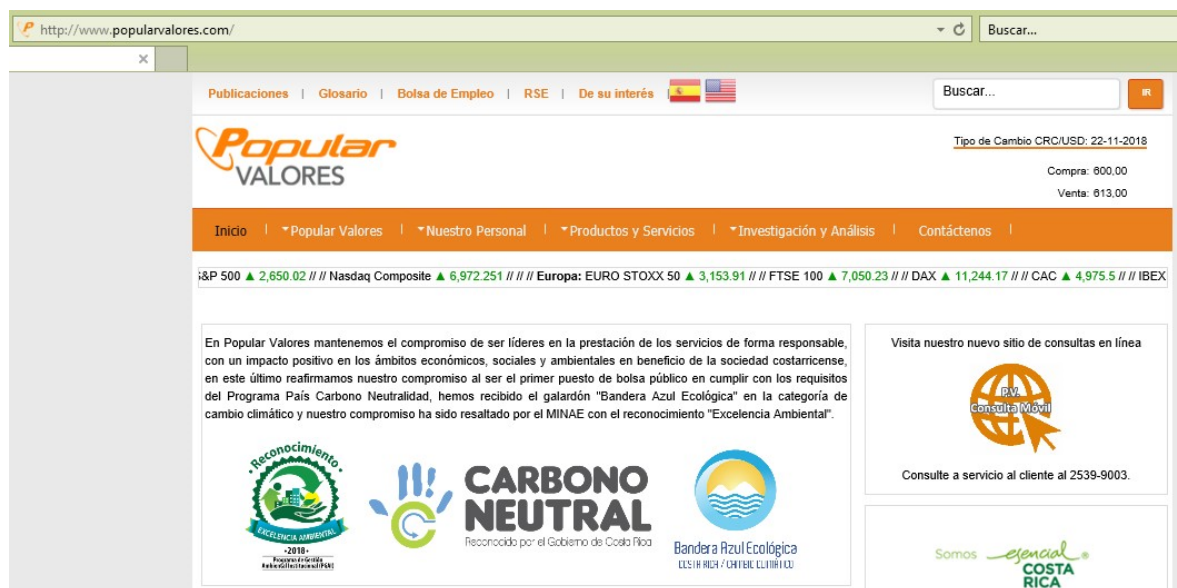 http://www.popularvalores.com/
Buscar...
Publicaciones | Glosario | Bolsa de Empleo | RSE | De su interés |
Buscar...
IR
Popular
VALORES
Tipo de Cambio CRC/USD: 22-11-2018
Compra: 600,00
Venta: 613,00
Inicio | Popular Valores | Nuestro Personal | Productos y Servicios | Investigación y Análisis | Contáctenos |
S&P 500 ▲ 2,650.02 // // Nasdaq Composite ▲ 6,972.251 // // // Europa: EURO STOXX 50 ▲ 3,153.91 // // FTSE 100 ▲ 7,050.23 // // DAX ▲ 11,244.17 // // CAC ▲ 4,975.5 // // IBEX
En Popular Valores mantenemos el compromiso de ser líderes en la prestación de los servicios de forma responsable,
con un impacto positivo en los ámbitos económicos, sociales y ambientales en beneficio de la sociedad costarricense,
en este último reafirmamos nuestro compromiso al ser el primer puesto de bolsa público en cumplir con los requisitos
del Programa País Carbono Neutralidad, hemos recibido el galardón "Bandera Azul Ecológica" en la categoría de
cambio climático y nuestro compromiso ha sido resaltado por el MINAE con el reconocimiento "Excelencia Ambiental".
Reconocimiento
EXCELENCIA AMBIENTAL
-2018-
Programa de Gestión
Ambiental Institucional (PGAI)
CARBONO
NEUTRAL
Reconocido por el Gobierno de Costa Rica
Bandera Azul Ecológica
COSTA RICA / CAMBIO CLIMÁTICO
Visita nuestro nuevo sitio de consultas en línea
P.V.
Consulta Móvil
Consulte a servicio al cliente al 2539-9003.
Somos esencial
COSTA
RICA